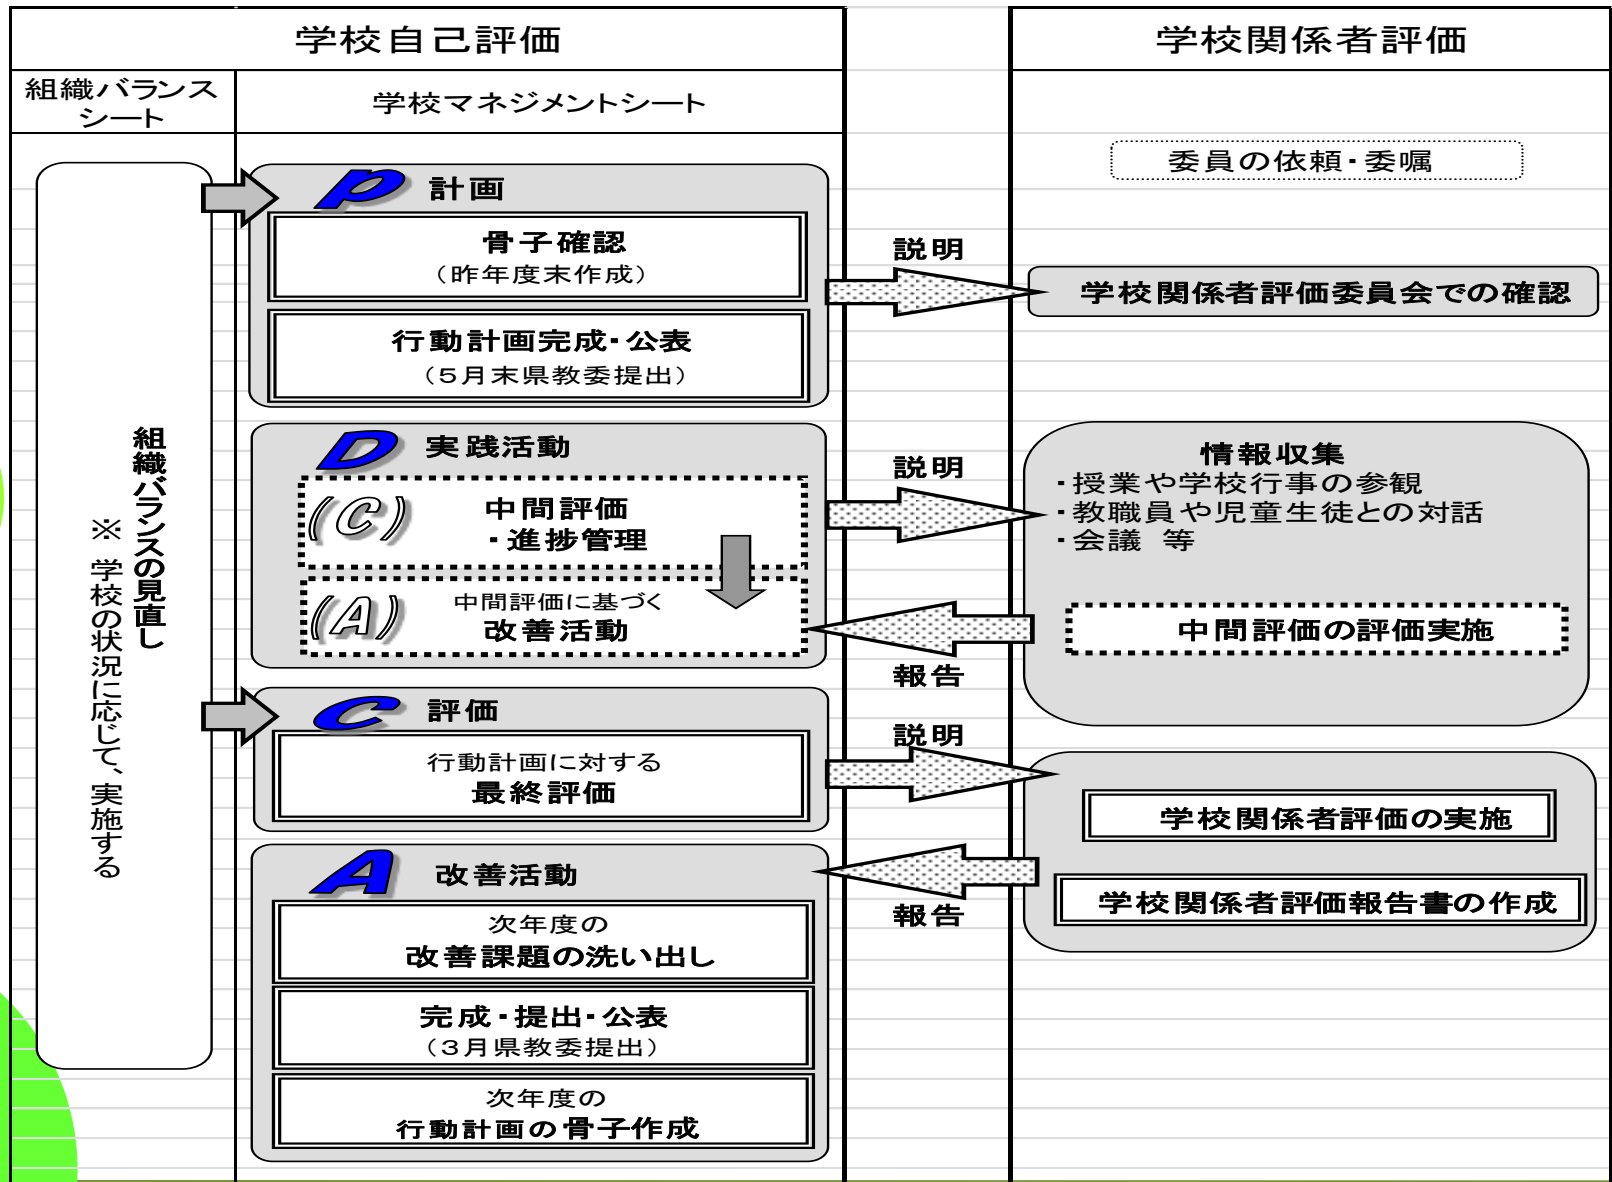 学校自己評価
学校関係者評価
組織バランス
シート
学校マネジメントシート
組織バランスの見直し
※ 学校の状況に応じて、実施する
P 計画
骨子確認
（昨年度末作成）
行動計画完成・公表
（５月末県教委提出）
D 実践活動
(C) 中間評価
・進捗管理
(A) 中間評価に基づく
改善活動
C 評価
行動計画に対する
最終評価
A 改善活動
次年度の
改善課題の洗い出し
完成・提出・公表
（３月県教委提出）
次年度の
行動計画の骨子作成
説明
説明
報告
説明
報告
委員の依頼・委嘱
学校関係者評価委員会での確認
情報収集
・授業や学校行事の参観
・教職員や児童生徒との対話
・会議 等
中間評価の評価実施
学校関係者評価の実施
学校関係者評価報告書の作成